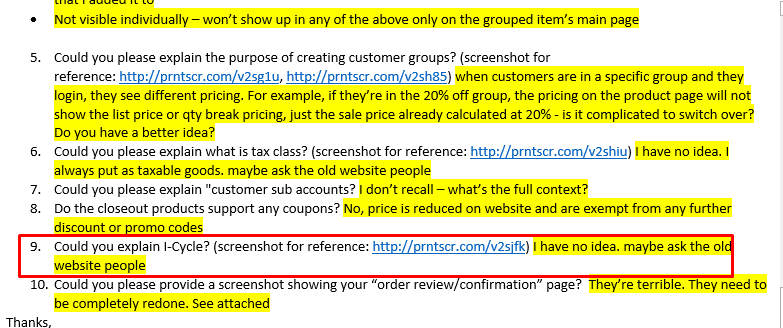 that I added it to
• Not visible individually – won’t show up in any of the above only on the grouped item’s main page
5. Could you please explain the purpose of creating customer groups? (screenshot for
reference: http://prntscr.com/v2sg1u, http://prntscr.com/v2sh85) when customers are in a specific group and they
login, they see different pricing. For example, if they’re in the 20% off group, the pricing on the product page will not
show the list price or qty break pricing, just the sale price already calculated at 20% - is it complicated to switch over?
Do you have a better idea?
6. Could you please explain what is tax class? (screenshot for reference: http://prntscr.com/v2shiu) I have no idea. I
always put as taxable goods. maybe ask the old website people
7. Could you please explain "customer sub accounts? I don’t recall – what’s the full context?
8. Do the closeout products support any coupons? No, price is reduced on website and are exempt from any further
discount or promo codes
9. Could you explain I-Cycle? (screenshot for reference: http://prntscr.com/v2sjfk) I have no idea. maybe ask the old
website people
10. Could you please provide a screenshot showing your “order review/confirmation” page? They’re terrible. They need to
be completely redone. See attached
Thanks,